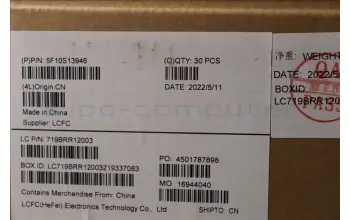 (P)P/N: 5F10S13946
(Q)QTY: 30 PCS
(4L)Origin:CN
DATE: 2022/5/11
Made in China
Supplier: LCFC
净重: WEIGHT
DATE: 2022/5/
BOXID:
LC719BRR12
LC P/N: 719BRR12003
BOX ID: LC719BRR12003219337083
PO: 4501787898
MO: 16944040
Contains Merchandise From: China
LCFC(HeFei) Electronics Technology Co., Ltd.
SHIPTO: CN